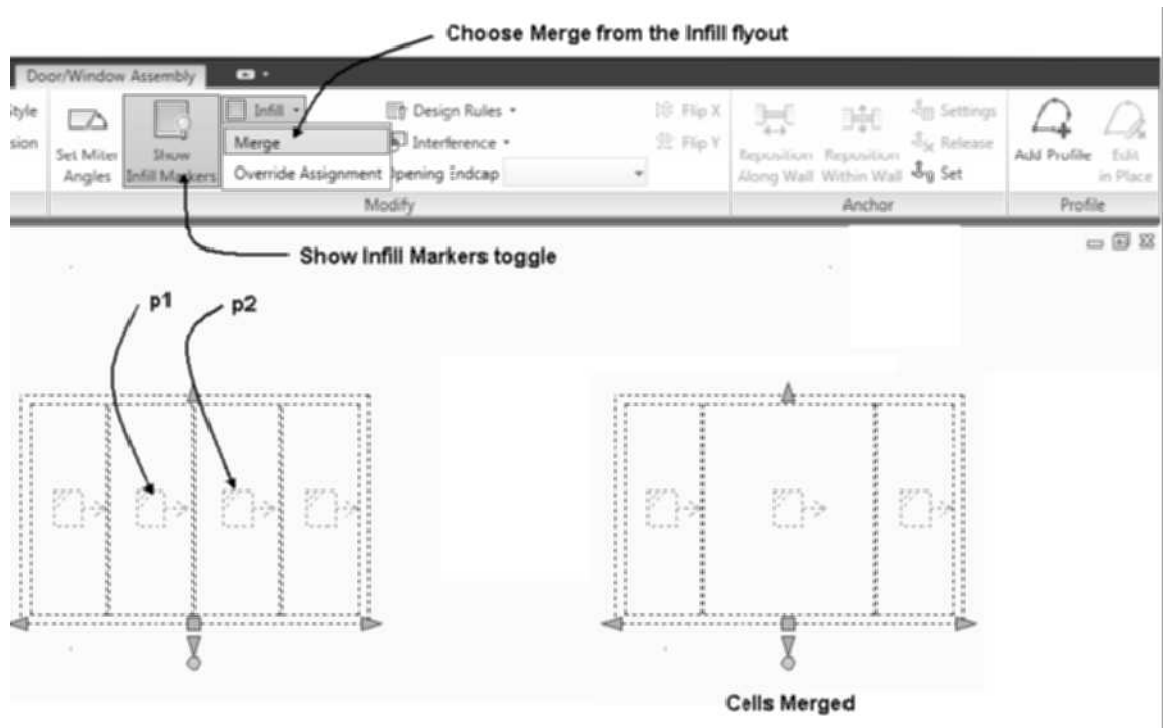 Choose Merge from the Infill flyout
Door/Window Assembly
Style
Infill
Design Rules
Flip X
Settings
sion
Merge
Interference
Flip Y
Release
Set Miter
Angles
Show
Infill Markers
Override Assignment
Opening Endcap
Reposition
Along Wall
Reposition
Within Wall
Set
Add Profile
Edit
in Place
Modify
Anchor
Profile
Show Infill Markers toggle
p1
p2
Cells Merged